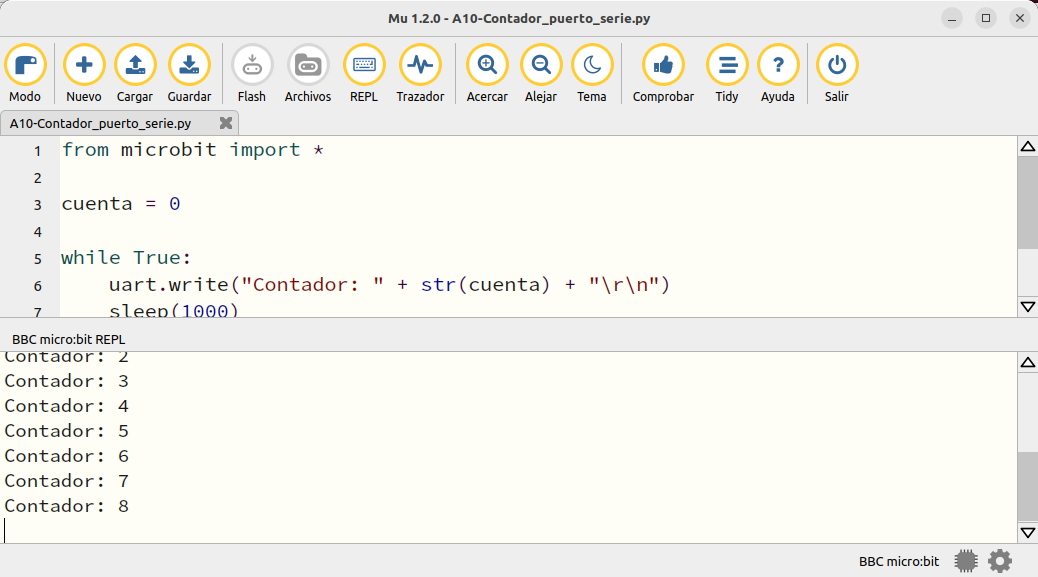 Mu 1.2.0 - A10-Contador_puerto_serie.py
Modo Nuevo Cargar Guardar Flash Archivos REPL Trazador Acercar Alejar Tema Comprobar Tidy Ayuda Salir
A10-Contador_puerto_serie.py
1 from microbit import *
2
3 cuenta = 0
4
5 while True:
6 uart.write("Contador: " + str(cuenta) + "\r\n")
7 sleep(1000)
BBC micro:bit REPL
Contador: 2
Contador: 3
Contador: 4
Contador: 5
Contador: 6
Contador: 7
Contador: 8
BBC micro:bit